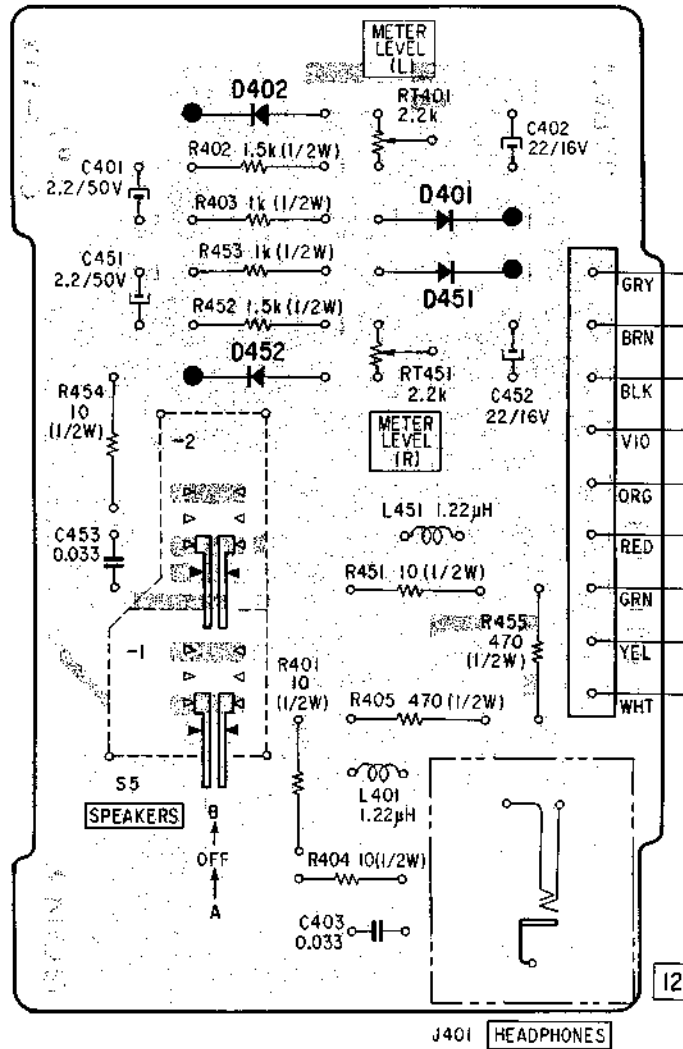 METER
LEVEL
(L)
D402
RT401
2.2k
C402
22/16V
R402 1.5k (1/2W)
C401
2.2/50V
R403 1k (1/2W)
D401
R453 1k (1/2W)
C451
2.2/50V
D451
GRY
R452 1.5k (1/2W)
BRN
D452
RT451
2.2k
C452
22/16V
BLK
R454
10
(1/2W)
METER
LEVEL
(R)
VIO
-2
ORG
L451 1.22μH
RED
C453
0.033
R451 10 (1/2W)
GRN
R455
470
(1/2W)
-1
YEL
R401
10
(1/2W)
R405 470 (1/2W)
WHT
S5
SPEAKERS
L401
1.22μH
B
OFF
A
R404 10(1/2W)
C403
0.033
12
J401 HEADPHONES